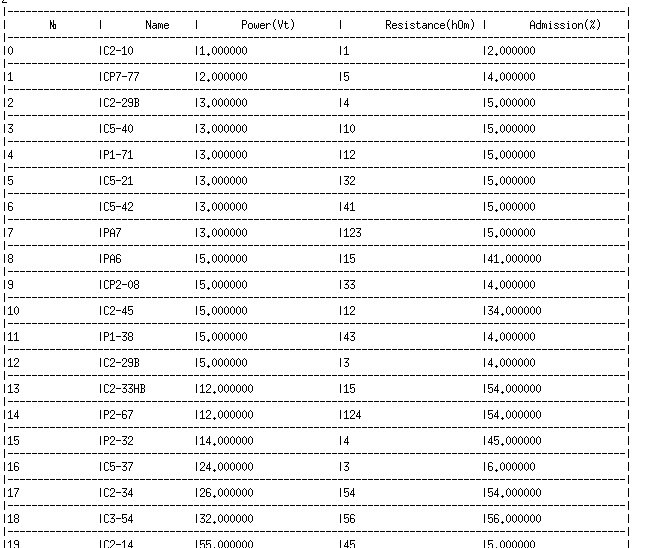 № | Name | Power(Vt) | Resistance(hOm) | Admission(%) |
|0 |C2-10 |1.000000 |1 |2.000000 |
|1 |CP7-77 |2.000000 |5 |4.000000 |
|2 |C2-29B |3.000000 |4 |5.000000 |
|3 |C5-40 |3.000000 |10 |5.000000 |
|4 |P1-71 |3.000000 |12 |5.000000 |
|5 |C5-21 |3.000000 |32 |5.000000 |
|6 |C5-42 |3.000000 |41 |5.000000 |
|7 |PA7 |3.000000 |123 |5.000000 |
|8 |PA6 |5.000000 |15 |41.000000 |
|9 |CP2-08 |5.000000 |33 |4.000000 |
|10 |C2-45 |5.000000 |12 |34.000000 |
|11 |P1-38 |5.000000 |43 |4.000000 |
|12 |C2-29B |5.000000 |3 |4.000000 |
|13 |C2-33HB |12.000000 |15 |54.000000 |
|14 |P2-67 |12.000000 |124 |54.000000 |
|15 |P2-32 |14.000000 |4 |45.000000 |
|16 |C5-37 |24.000000 |3 |6.000000 |
|17 |C2-34 |26.000000 |54 |54.000000 |
|18 |C3-54 |32.000000 |56 |56.000000 |
|19 |C2-14 |55.000000 |45 |5.000000 |